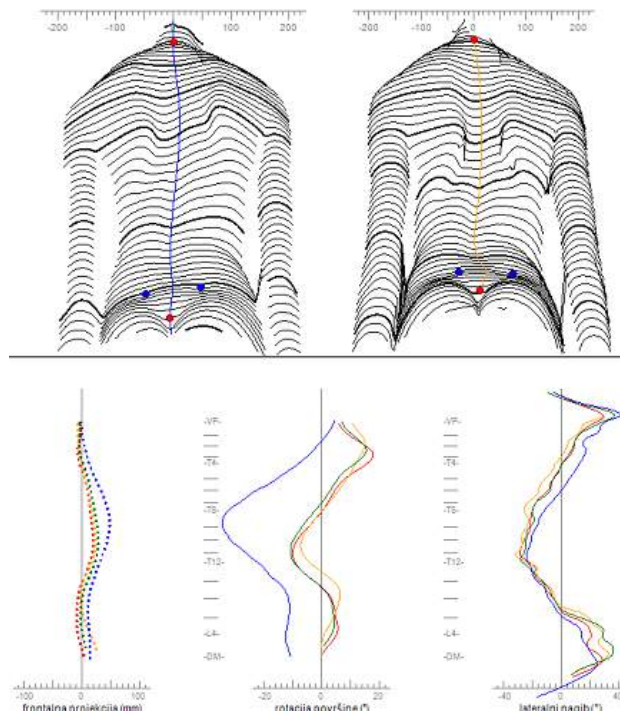 -200 -100 0 100 200
-200 -100 0 100 200
-VP-
-T4-
-T8-
-T12-
-L4-
-DM-
-VP-
-T4-
-T8-
-T12-
-L4-
-DM-
-100 0 100
0 20
-40 0 40
frontalna projekcija (mm)
rotacija površine (°)
lateralni nagib (°)